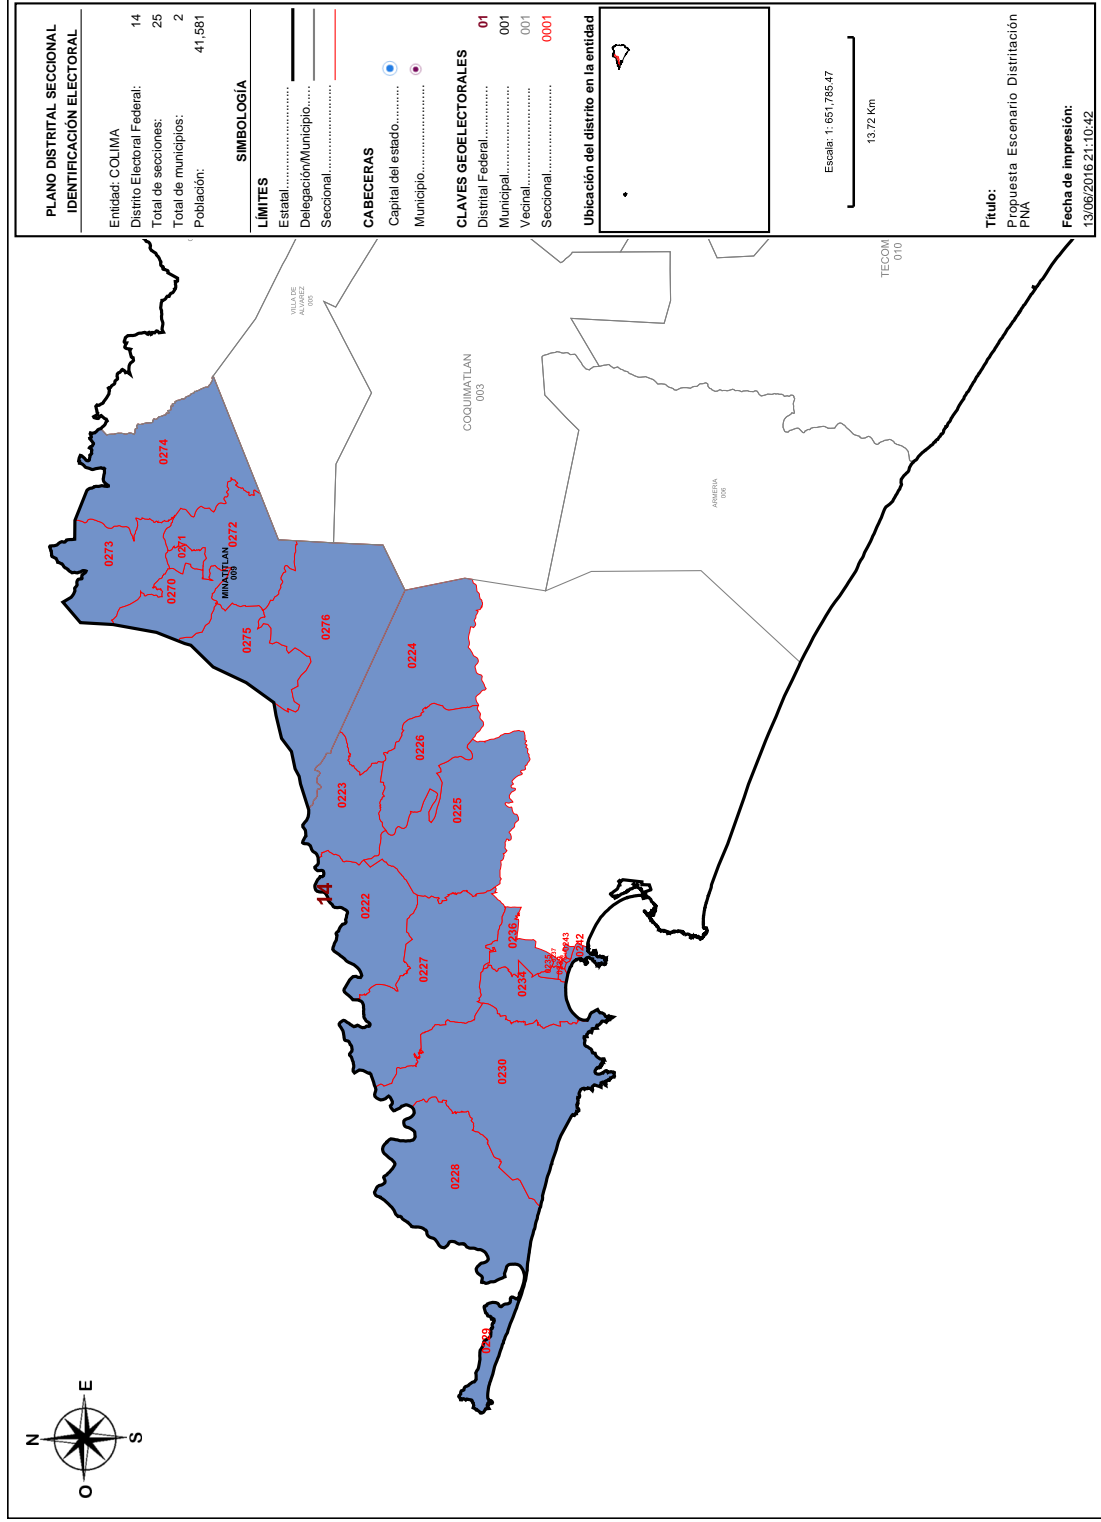 PLANO DISTRITAL SECCIONAL
IDENTIFICACIÓN ELECTORAL
Entidad: COLIMA
Distrito Electoral Federal: 14
Total de secciones: 25
Total de municipios: 2
Población: 41,581
SIMBOLOGÍA
LÍMITES
Estatal
Delegación/Municipio
Seccional
CABECERAS
Capital del estado
Municipio
CLAVES GEOELECTORALES
Distrital Federal 01
Municipal 001
Vecinal 001
Seccional 0001
Ubicación del distrito en la entidad
Escala: 1: 651,785.47
13.72 Km
Título:
Propuesta Escenario Distritación
PNA
Fecha de impresión:
13/06/2016 21:10:42
N
O
E
S
14
0273
0274
0270
0271
0272
MINATITLAN
009
0275
0276
0224
0223
0226
0225
0222
0227
0236
0234
0235
0243
0242
0230
0228
0229
VILLA DE
ALVAREZ
005
COQUIMATLAN
003
ARMERIA
006
TECOM
010